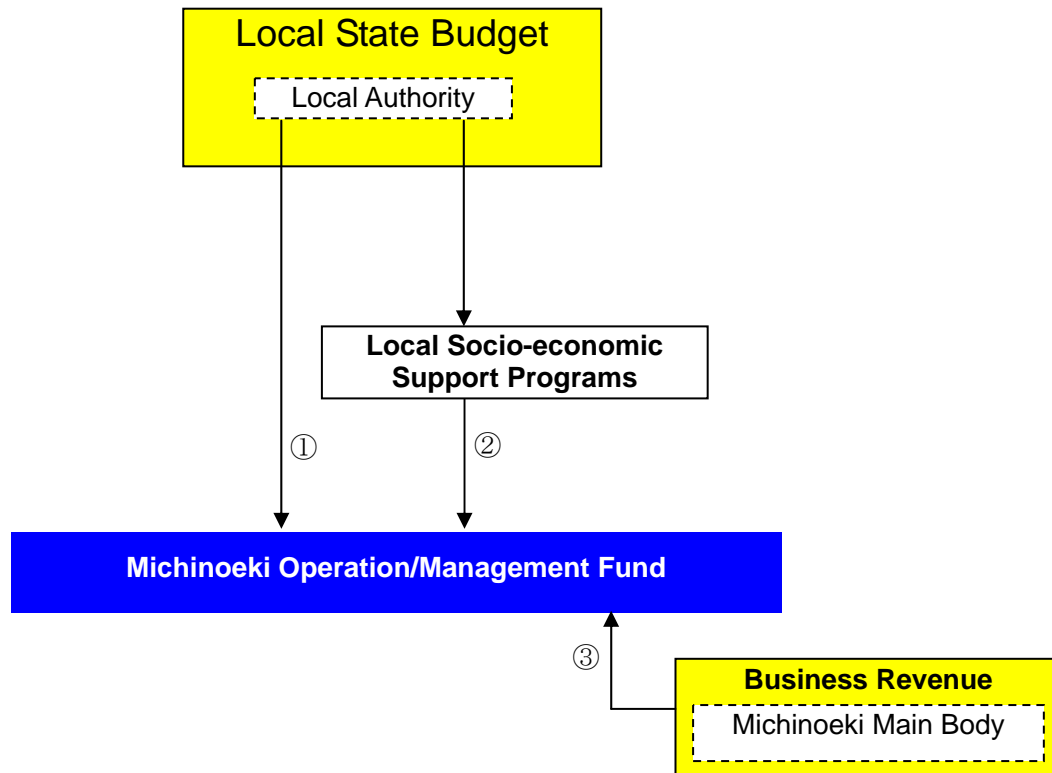 Local State Budget
Local Authority
Local Socio-economic
Support Programs
①
②
Michinoeki Operation/Management Fund
③
Business Revenue
Michinoeki Main Body